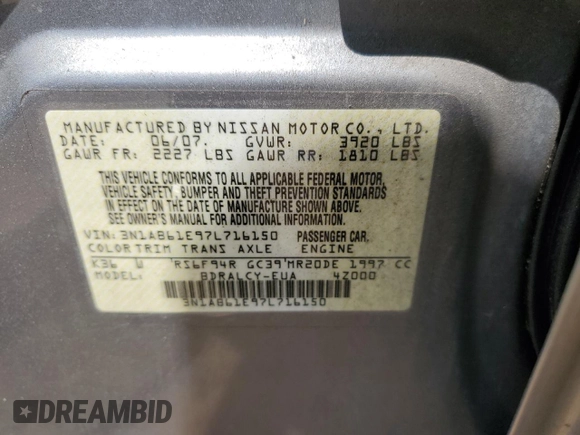 MANUFACTURED BY NISSAN MOTOR CO., LTD.
DATE: 06/07. GVWR: 3920 LBS
GAWR FR: 2227 LBS GAWR RR: 1810 LBS
THIS VEHICLE CONFORMS TO ALL APPLICABLE FEDERAL MOTOR
VEHICLE SAFETY, BUMPER AND THEFT PREVENTION STANDARDS
IN EFFECT ON THE DATE OF MANUFACTURE SHOWN ABOVE.
SEE OWNER'S MANUAL FOR ADDITIONAL INFORMATION.
VIN: 3N1AB61E97L716150 PASSENGER CAR.
COLOR TRIM TRANS AXLE ENGINE
K36 W RS6F94R GC39 MR20DE 1997 CC
MODEL: BDRALCY-EUA 4Z000
3N1AB61E97L716150
DREAMBID